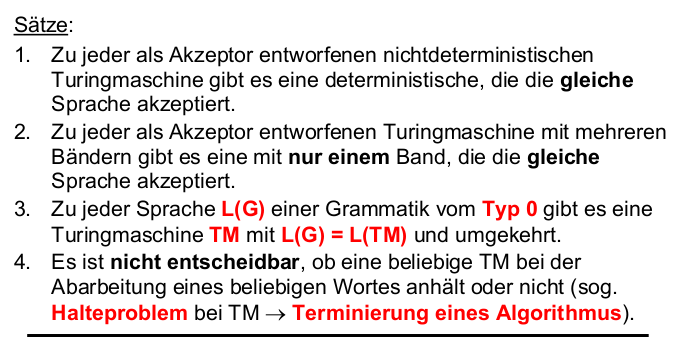 Sätze:
1. Zu jeder als Akzeptor entworfenen nichtdeterministischen
Turingmaschine gibt es eine deterministische, die die gleiche
Sprache akzeptiert.
2. Zu jeder als Akzeptor entworfenen Turingmaschine mit mehreren
Bändern gibt es eine mit nur einem Band, die die gleiche
Sprache akzeptiert.
3. Zu jeder Sprache L(G) einer Grammatik vom Typ 0 gibt es eine
Turingmaschine TM mit L(G) = L(TM) und umgekehrt.
4. Es ist nicht entscheidbar, ob eine beliebige TM bei der
Abarbeitung eines beliebigen Wortes anhält oder nicht (sog.
Halteproblem bei TM → Terminierung eines Algorithmus).